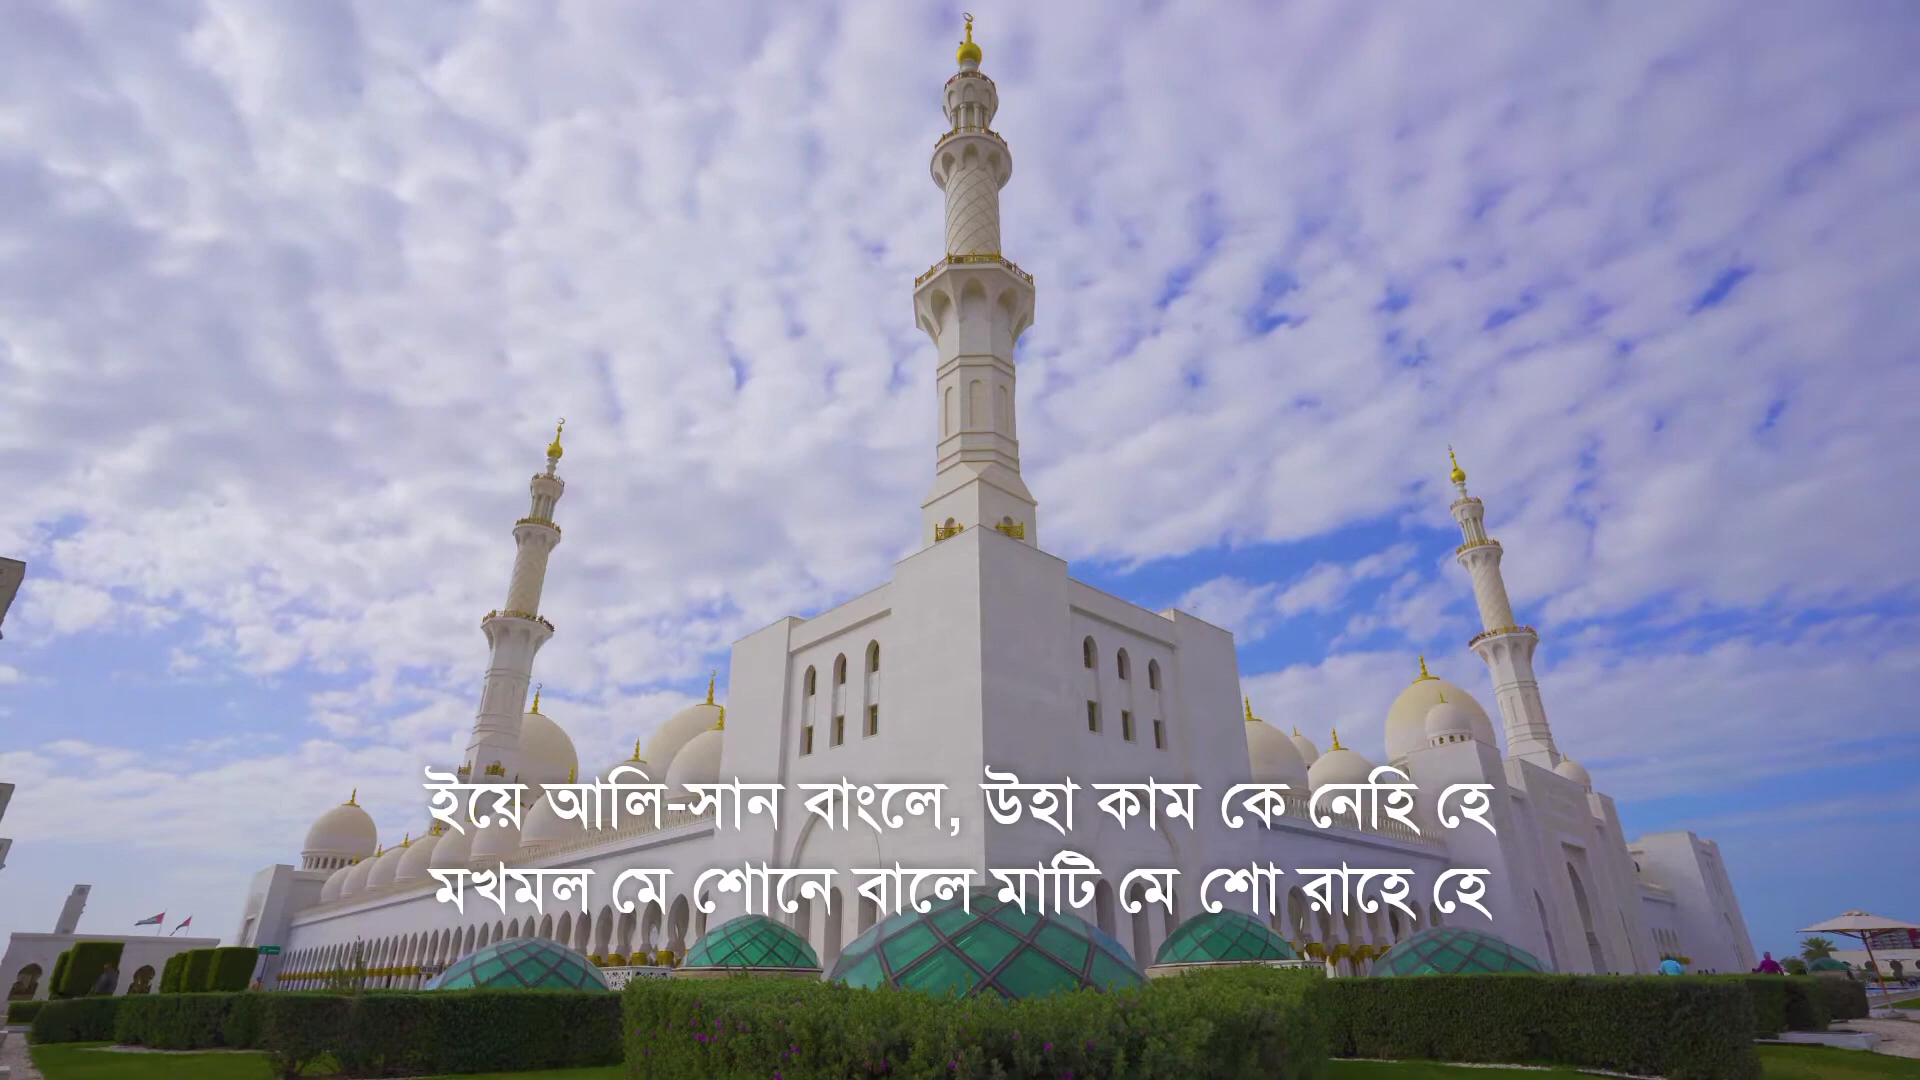 ইয়ে আলি-সান বাংলে, উহা কাম কে নেহি হে
মখমল মে শোনে বালে মাটি মে শো রাহে হে